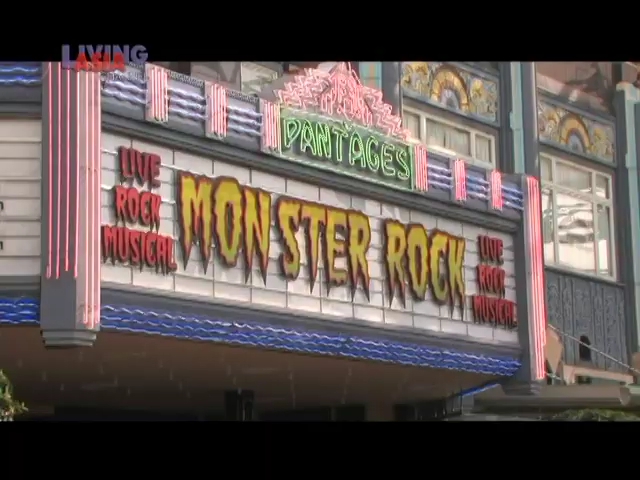 LIVING
ASIA
PANTAGES
LIVE
ROCK
MUSICAL
MONSTER ROCK
LIVE
ROCK
MUSICAL